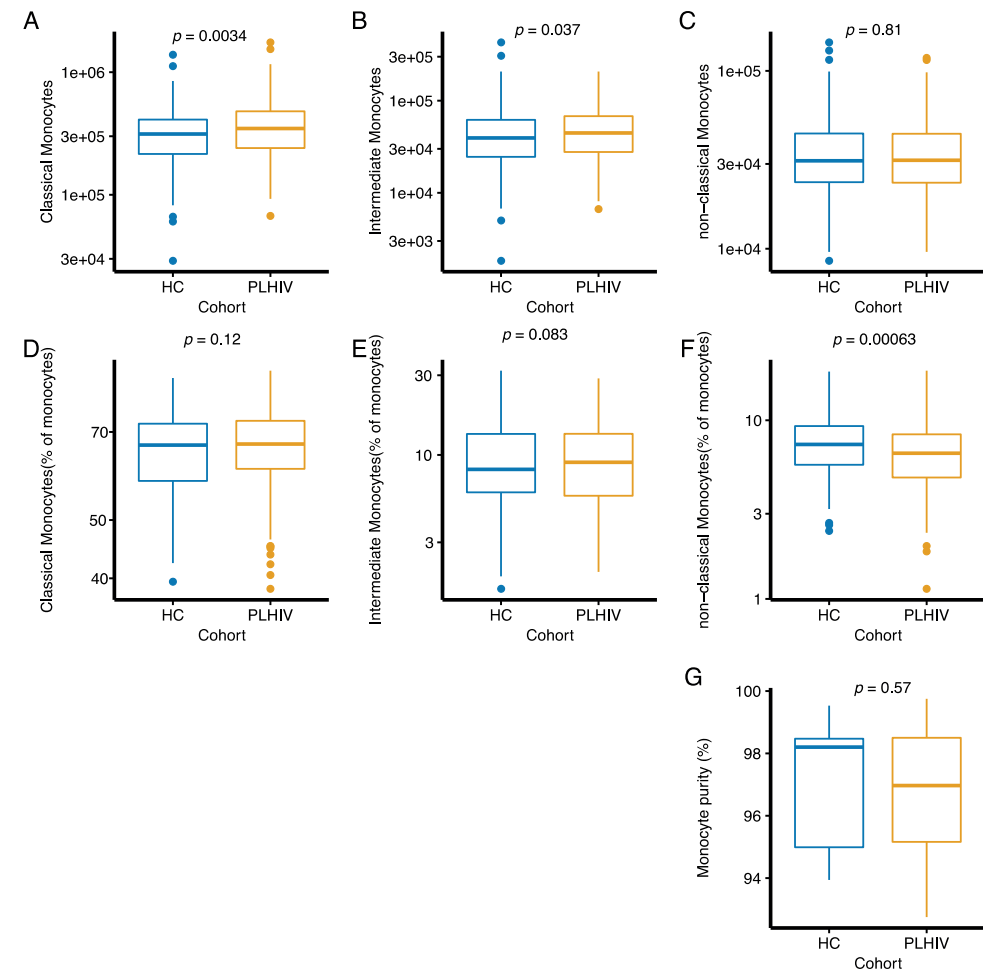 A
p = 0.0034
Classical Monocytes
1e+06
3e+05
1e+05
3e+04
HC
PLHIV
Cohort
B
p = 0.037
Intermediate Monocytes
3e+05
1e+05
3e+04
1e+04
3e+03
HC
PLHIV
Cohort
C
p = 0.81
non−classical Monocytes
1e+05
3e+04
1e+04
HC
PLHIV
Cohort
D
p = 0.12
Classical Monocytes(% of monocytes)
70
50
40
HC
PLHIV
Cohort
E
p = 0.083
Intermediate Monocytes(% of monocytes)
30
10
3
HC
PLHIV
Cohort
F
p = 0.00063
non−classical Monocytes(% of monocytes)
10
3
1
HC
PLHIV
Cohort
G
p = 0.57
Monocyte purity (%)
100
98
96
94
HC
PLHIV
Cohort